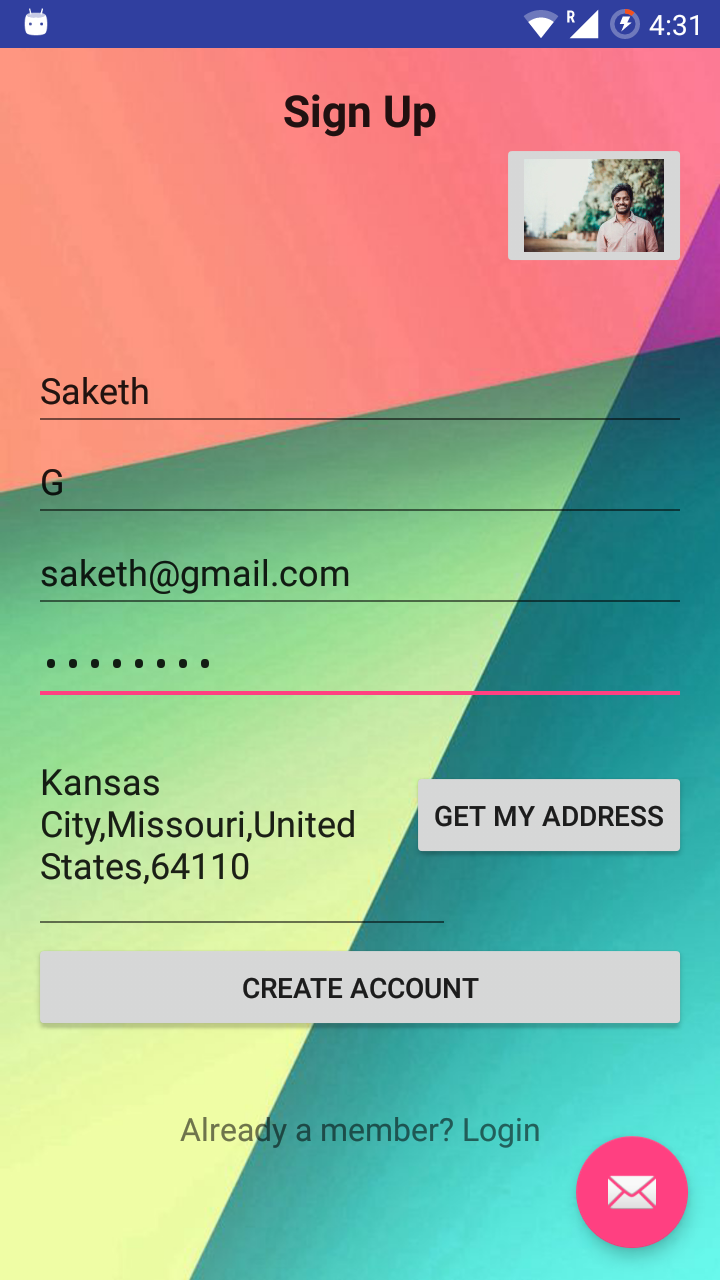 R 4:31
Sign Up
Saketh
G
saketh@gmail.com
••••••••
Kansas
City,Missouri,United
States,64110
GET MY ADDRESS
CREATE ACCOUNT
Already a member? Login